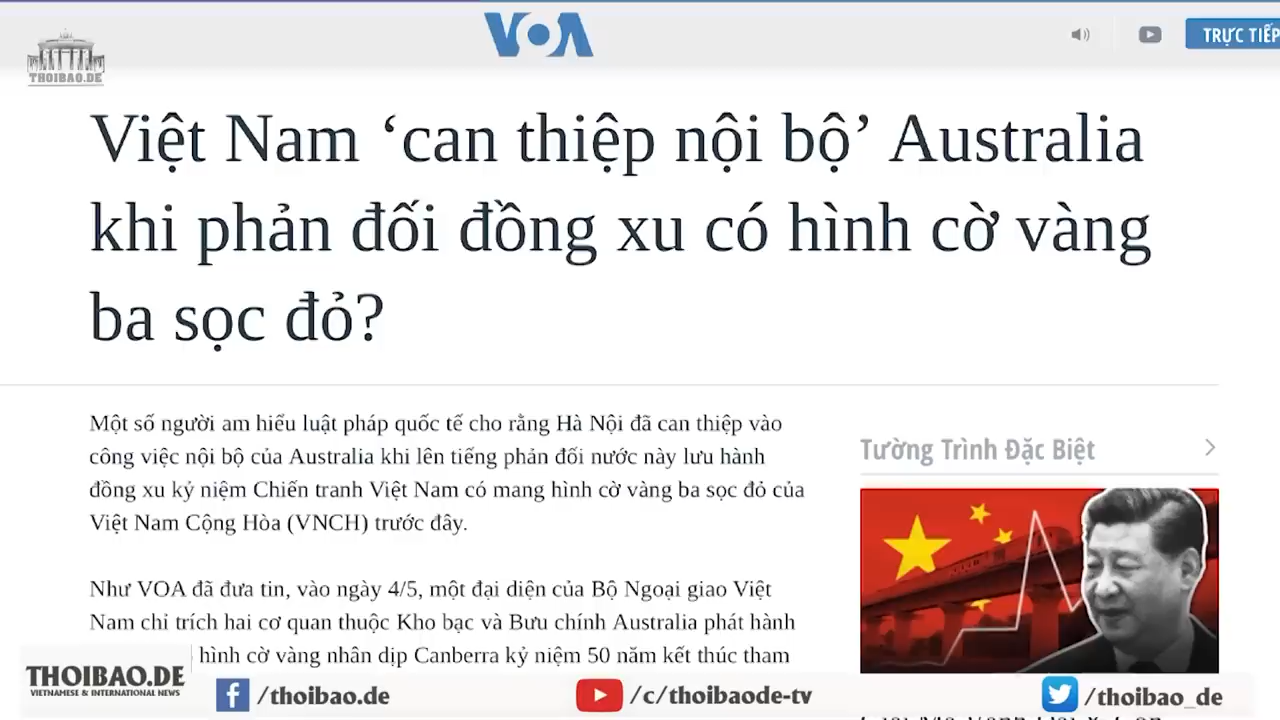 VOA
TRỰC TIẾP
THOIBAO.DE
Việt Nam ‘can thiệp nội bộ’ Australia
khi phản đối đồng xu có hình cờ vàng
ba sọc đỏ?
Một số người am hiểu luật pháp quốc tế cho rằng Hà Nội đã can thiệp vào
công việc nội bộ của Australia khi lên tiếng phản đối nước này lưu hành
đồng xu kỷ niệm Chiến tranh Việt Nam có mang hình cờ vàng ba sọc đỏ của
Việt Nam Cộng Hòa (VNCH) trước đây.
Như VOA đã đưa tin, vào ngày 4/5, một đại diện của Bộ Ngoại giao Việt
Nam chỉ trích hai cơ quan thuộc Kho bạc và Bưu chính Australia phát hành
hình cờ vàng nhân dịp Canberra kỷ niệm 50 năm kết thúc tham
Tường Trình Đặc Biệt
THOIBAO.DE
VIETNAMESE & INTERNATIONAL NEWS
/thoibao.de
/c/thoibaode-tv
/thoibao_de